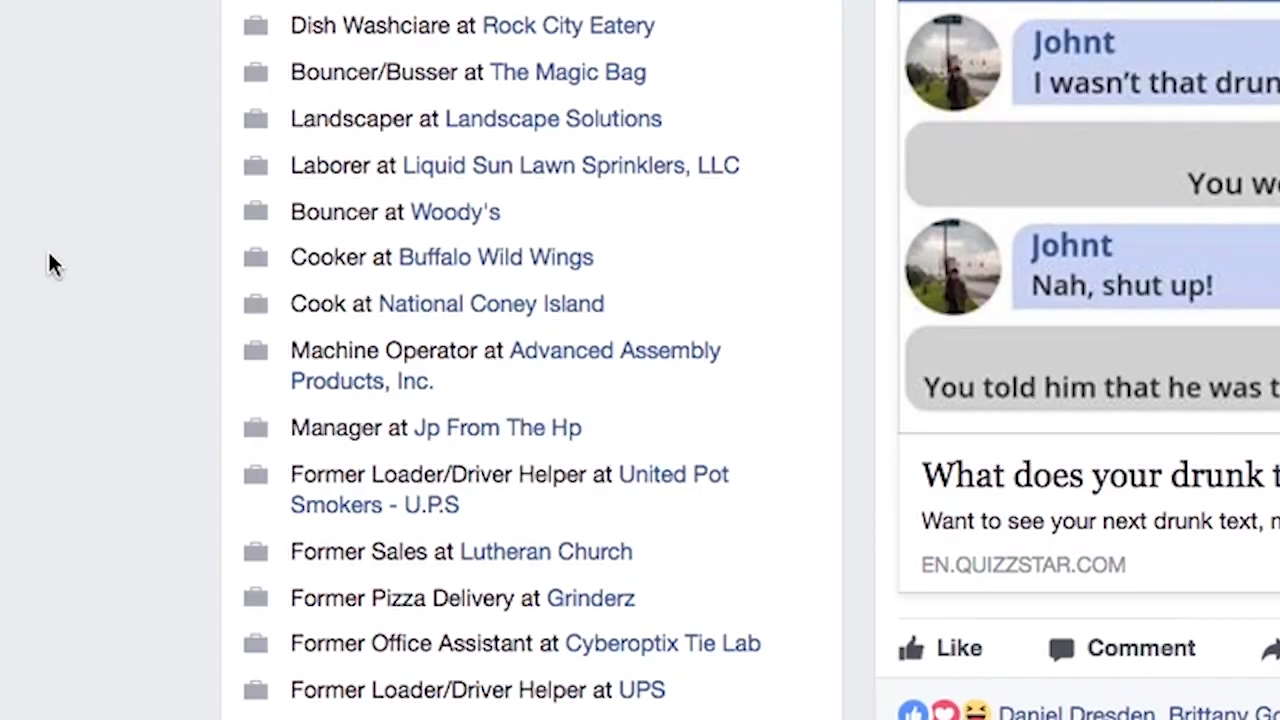 Dish Washciare at Rock City Eatery
Bouncer/Busser at The Magic Bag
Landscaper at Landscape Solutions
Laborer at Liquid Sun Lawn Sprinklers, LLC
Bouncer at Woody's
Cooker at Buffalo Wild Wings
Cook at National Coney Island
Machine Operator at Advanced Assembly
Products, Inc.
Manager at Jp From The Hp
Former Loader/Driver Helper at United Pot
Smokers - U.P.S
Former Sales at Lutheran Church
Former Pizza Delivery at Grinderz
Former Office Assistant at Cyberoptix Tie Lab
Former Loader/Driver Helper at UPS
Johnt
I wasn't that drun
You w
Johnt
Nah, shut up!
You told him that he was t
What does your drunk t
Want to see your next drunk text, 
EN.QUIZZSTAR.COM
Like
Comment
Daniel Dresden, Brittany Go